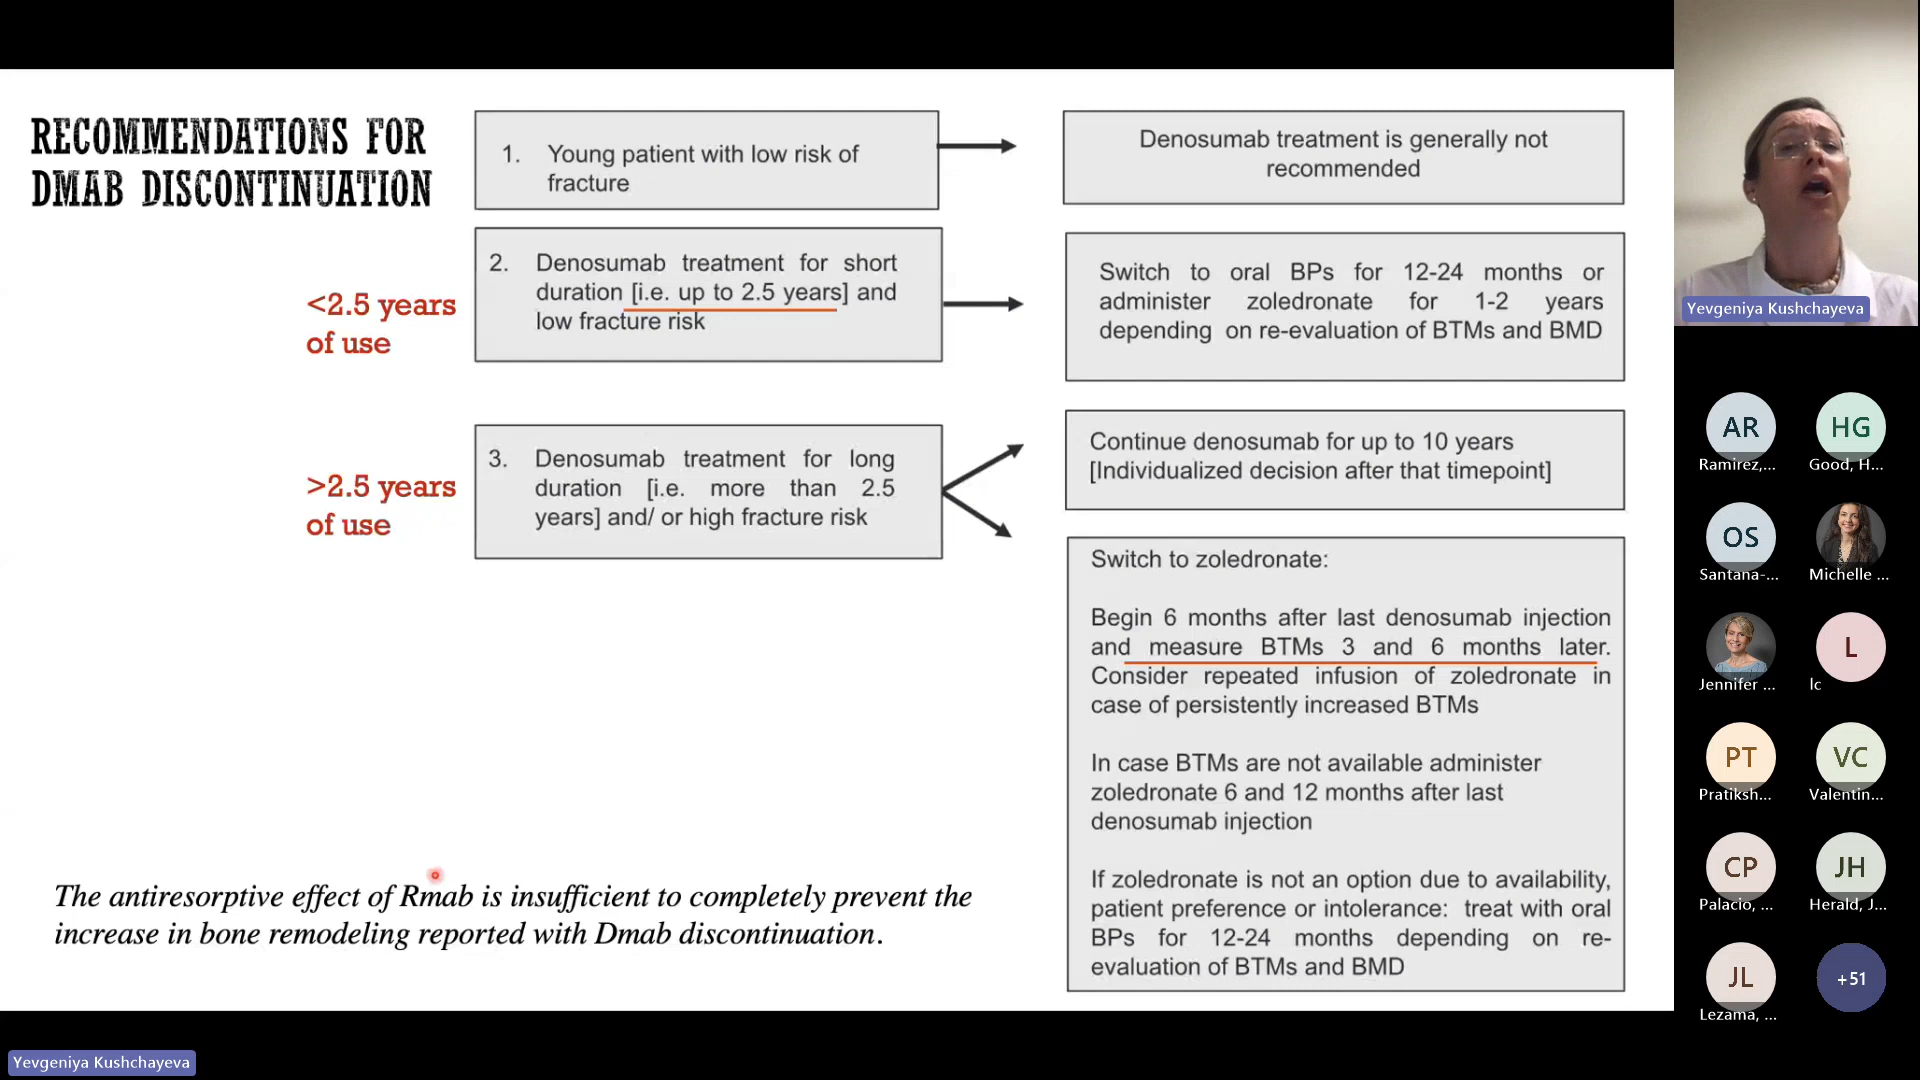 RECOMMENDATIONS FOR
DMAB DISCONTINUATION
1. Young patient with low risk of
fracture
Denosumab treatment is generally not
recommended
<2.5 years
of use
2. Denosumab treatment for short
duration [i.e. up to 2.5 years] and
low fracture risk
Switch to oral BPs for 12-24 months or
administer zoledronate for 1-2 years
depending on re-evaluation of BTMs and BMD
>2.5 years
of use
3. Denosumab treatment for long
duration [i.e. more than 2.5
years] and/ or high fracture risk
Continue denosumab for up to 10 years
[Individualized decision after that timepoint]
Switch to zoledronate:
Begin 6 months after last denosumab injection
and measure BTMs 3 and 6 months later.
Consider repeated infusion of zoledronate in
case of persistently increased BTMs
In case BTMs are not available administer
zoledronate 6 and 12 months after last
denosumab injection
If zoledronate is not an option due to availability,
patient preference or intolerance: treat with oral
BPs for 12-24 months depending on re-
evaluation of BTMs and BMD
The antiresorptive effect of Rmab is insufficient to completely prevent the
increase in bone remodeling reported with Dmab discontinuation.
Yevgeniya Kushchayeva
Yevgeniya Kushchayeva
AR
Ramirez,...
HG
Good, H...
OS
Santana-...
Michelle ...
Jennifer ...
L
lc
PT
Pratiksh...
VC
Valentin...
CP
Palacio, ...
JH
Herald, J...
JL
Lezama, ...
+51